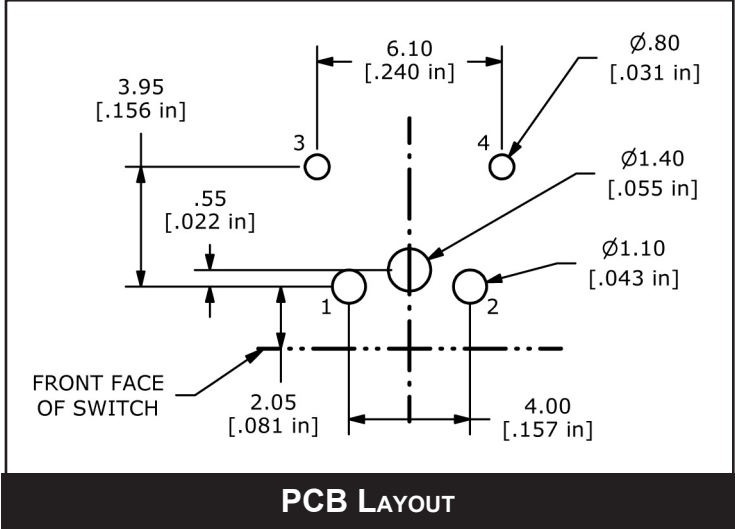 6.10
[.240 in]
Ø.80
[.031 in]
3.95
[.156 in]
3
4
Ø1.40
[.055 in]
.55
[.022 in]
Ø1.10
[.043 in]
1
2
FRONT FACE
OF SWITCH
2.05
[.081 in]
4.00
[.157 in]
PCB LAYOUT